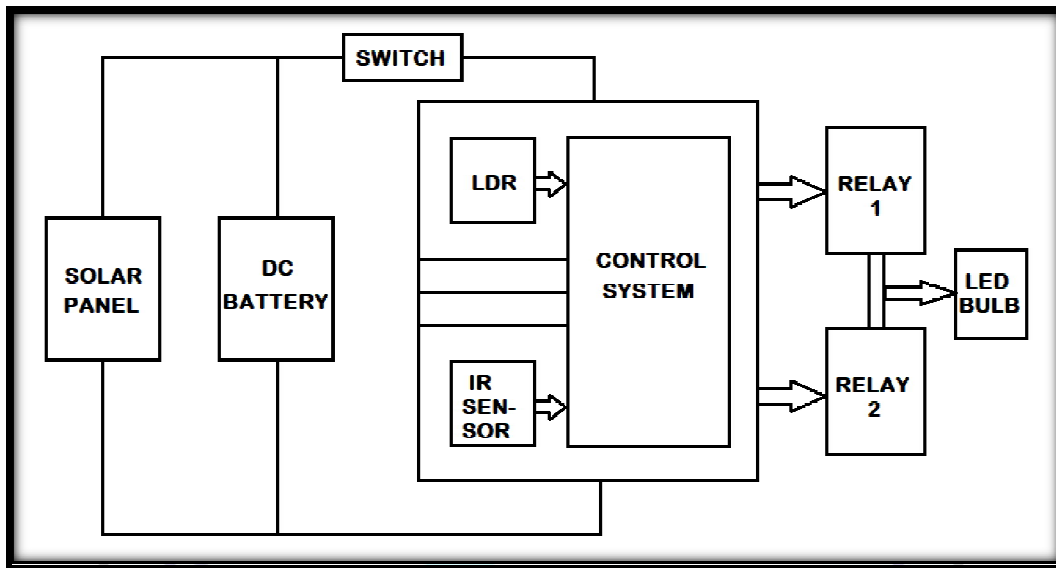 SWITCH
SOLAR
PANEL
DC
BATTERY
LDR
IR
SEN-
SOR
CONTROL
SYSTEM
RELAY
1
RELAY
2
LED
BULB